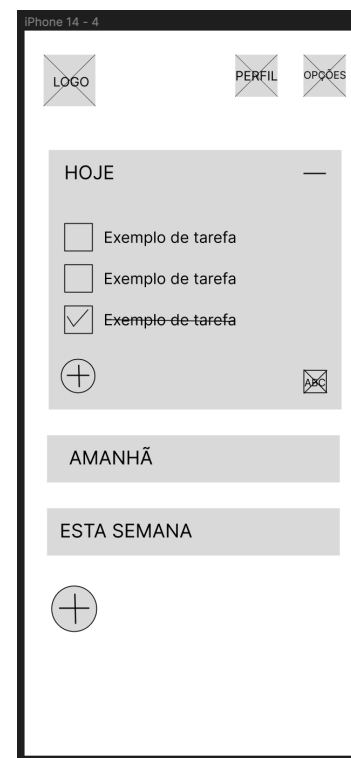 iPhone 14 - 4
LOGO
PERFIL
OPÇÕES
HOJE
Exemplo de tarefa
Exemplo de tarefa
Exemplo de tarefa
ABC
AMANHÃ
ESTA SEMANA